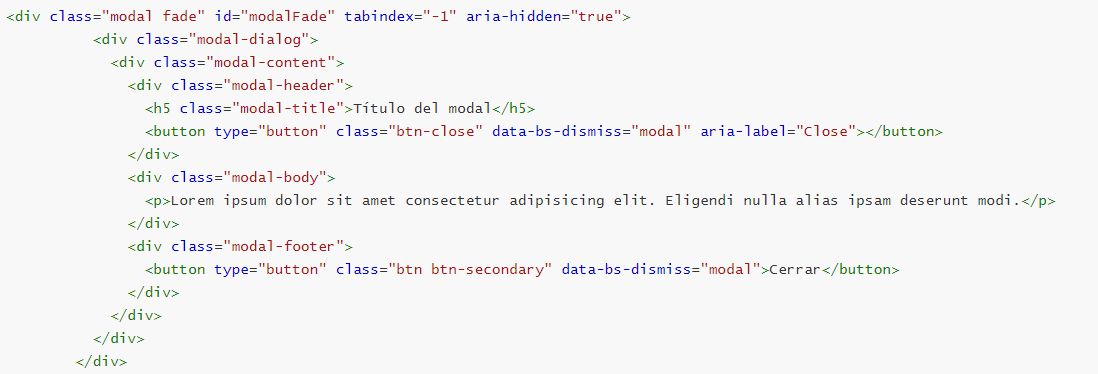 <div class="modal fade" id="modalFade" tabindex="-1" aria-hidden="true">
          <div class="modal-dialog">
            <div class="modal-content">
              <div class="modal-header">
                <h5 class="modal-title">Título del modal</h5>
                <button type="button" class="btn-close" data-bs-dismiss="modal" aria-label="Close"></button>
              </div>
              <div class="modal-body">
                <p>Lorem ipsum dolor sit amet consectetur adipisicing elit. Eligendi nulla alias ipsam deserunt modi.</p>
              </div>
              <div class="modal-footer">
                <button type="button" class="btn btn-secondary" data-bs-dismiss="modal">Cerrar</button>
              </div>
            </div>
          </div>
        </div>